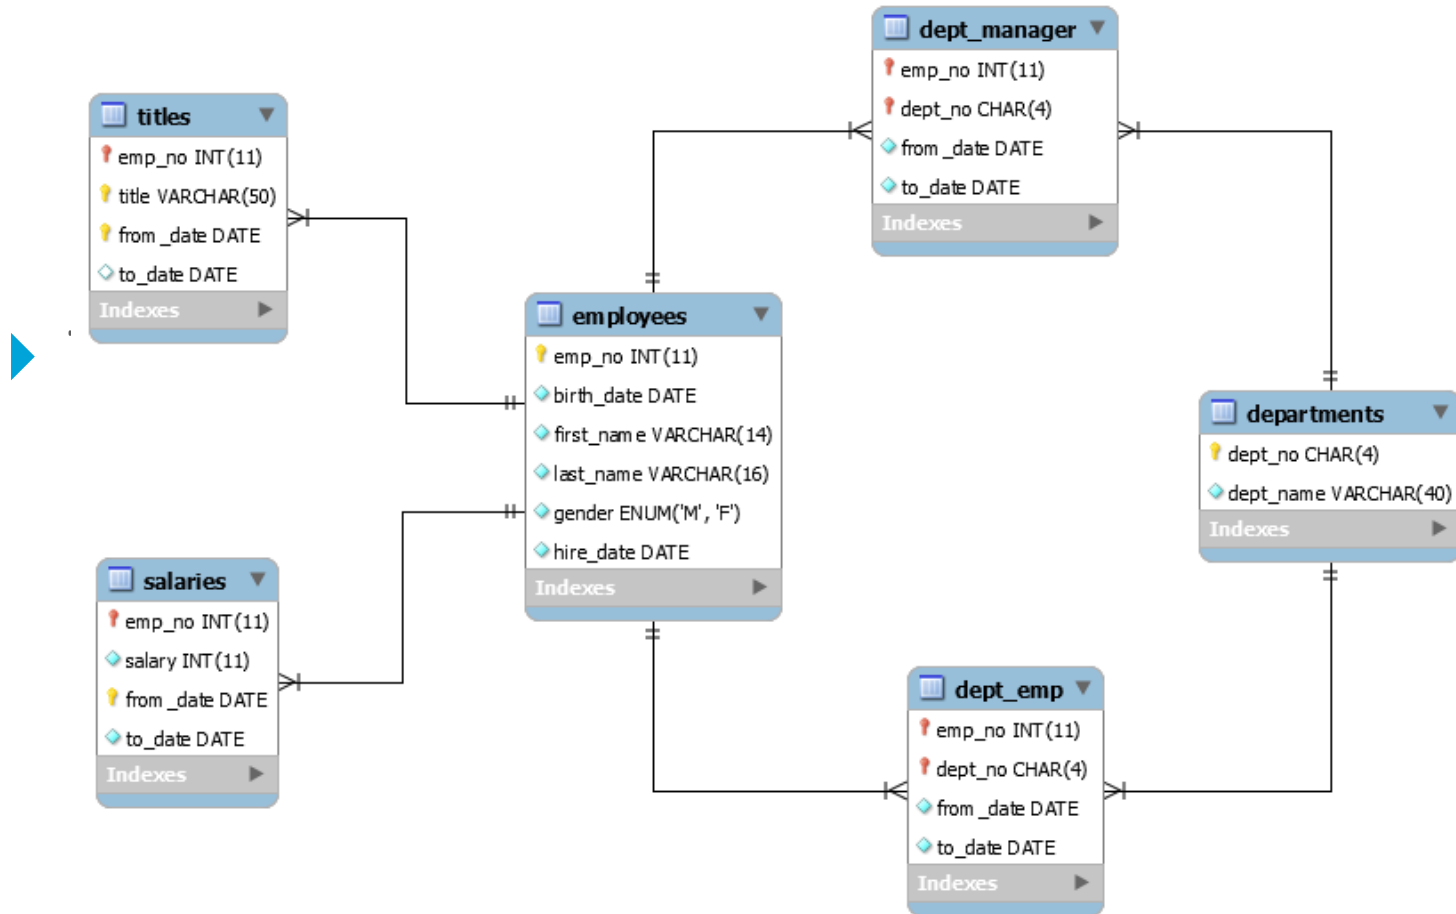 dept_manager
emp_no INT(11)
dept_no CHAR(4)
from_date DATE
to_date DATE
Indexes
titles
emp_no INT(11)
title VARCHAR(50)
from_date DATE
to_date DATE
Indexes
employees
emp_no INT(11)
birth_date DATE
first_name VARCHAR(14)
last_name VARCHAR(16)
gender ENUM('M', 'F')
hire_date DATE
Indexes
departments
dept_no CHAR(4)
dept_name VARCHAR(40)
Indexes
salaries
emp_no INT(11)
salary INT(11)
from_date DATE
to_date DATE
Indexes
dept_emp
emp_no INT(11)
dept_no CHAR(4)
from_date DATE
to_date DATE
Indexes